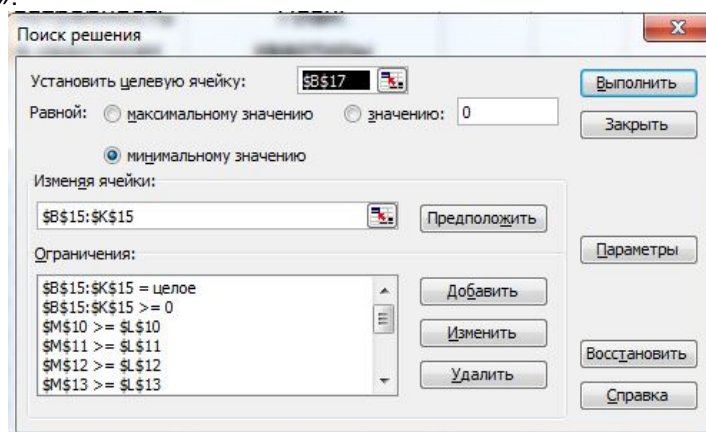 ».
Поиск решения
Установить целевую ячейку: $B$17
Выполнить
Равной: максимальному значению значению: 0
Закрыть
минимальному значению
Изменяя ячейки:
$B$15:$K$15 Предположить
Параметры
Ограничения:
$B$15:$K$15 = целое
$B$15:$K$15 >= 0
$M$10 >= $L$10
$M$11 >= $L$11
$M$12 >= $L$12
$M$13 >= $L$13
Добавить
Изменить
Удалить
Восстановить
Справка